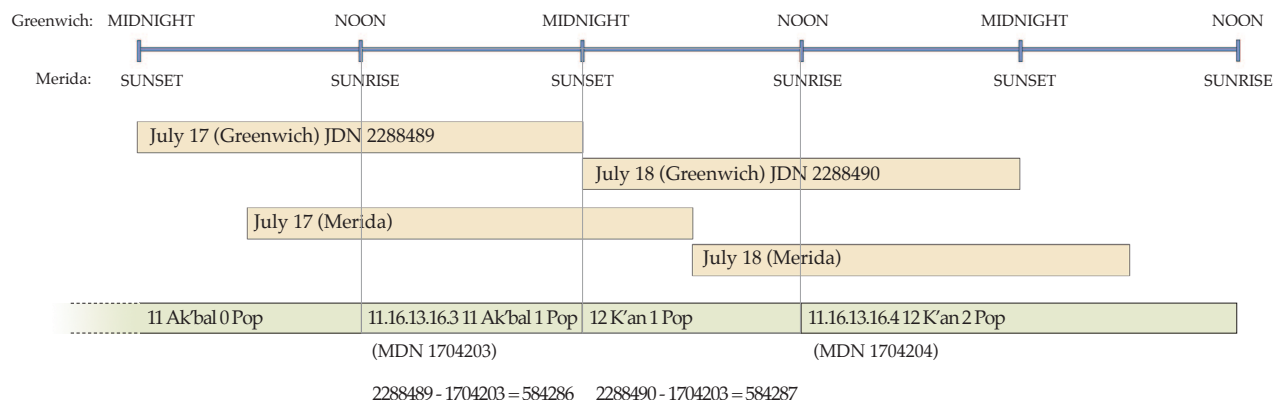 Greenwich: MIDNIGHT NOON MIDNIGHT NOON MIDNIGHT NOON
Merida: SUNSET SUNRISE SUNSET SUNRISE SUNSET SUNRISE
July 17 (Greenwich) JDN 2288489
July 18 (Greenwich) JDN 2288490
July 17 (Merida)
July 18 (Merida)
11 Ak'bal 0 Pop 11.16.13.16.3 11 Ak'bal 1 Pop 12 K'an 1 Pop 11.16.13.16.4 12 K'an 2 Pop
(MDN 1704203) (MDN 1704204)
2288489 - 1704203 = 584286 2288490 - 1704203 = 584287